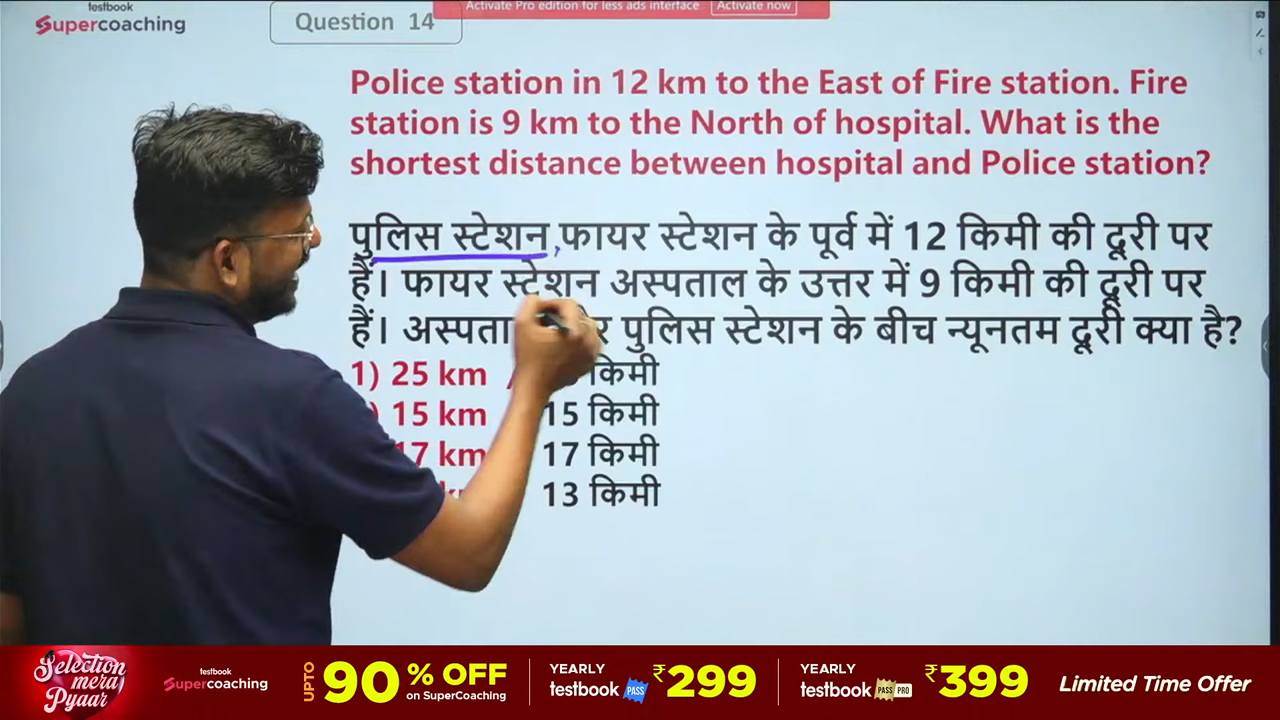 testbook
Supercoaching
Question 14
Activate Pro edition for less ads interface Activate now
Police station in 12 km to the East of Fire station. Fire
station is 9 km to the North of hospital. What is the
shortest distance between hospital and Police station?
पुलिस स्टेशन, फायर स्टेशन के पूर्व में 12 किमी की दूरी पर
हैं। फायर स्टेशन अस्पताल के उत्तर में 9 किमी की दूरी पर
हैं। पुलिस स्टेशन के बीच न्यूनतम दूरी क्या है?
1) 25 km / किमी
15 km 15 किमी
17 km 17 किमी
13 किमी
Selection
mera
Pyaar
testbook
Supercoaching
UPTO 90% OFF
on SuperCoaching
YEARLY
testbook PASS
₹299
YEARLY
testbook PASS PRO
₹399
Limited Time Offer